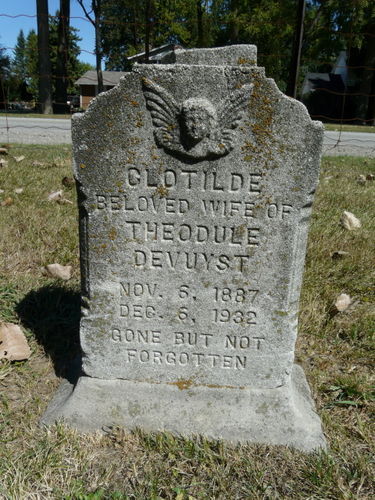 CLOTILDE
BELOVED WIFE OF
THEODULE
DEVUYST
NOV. 6, 1887
DEC. 6, 1932
GONE BUT NOT
FORGOTTEN